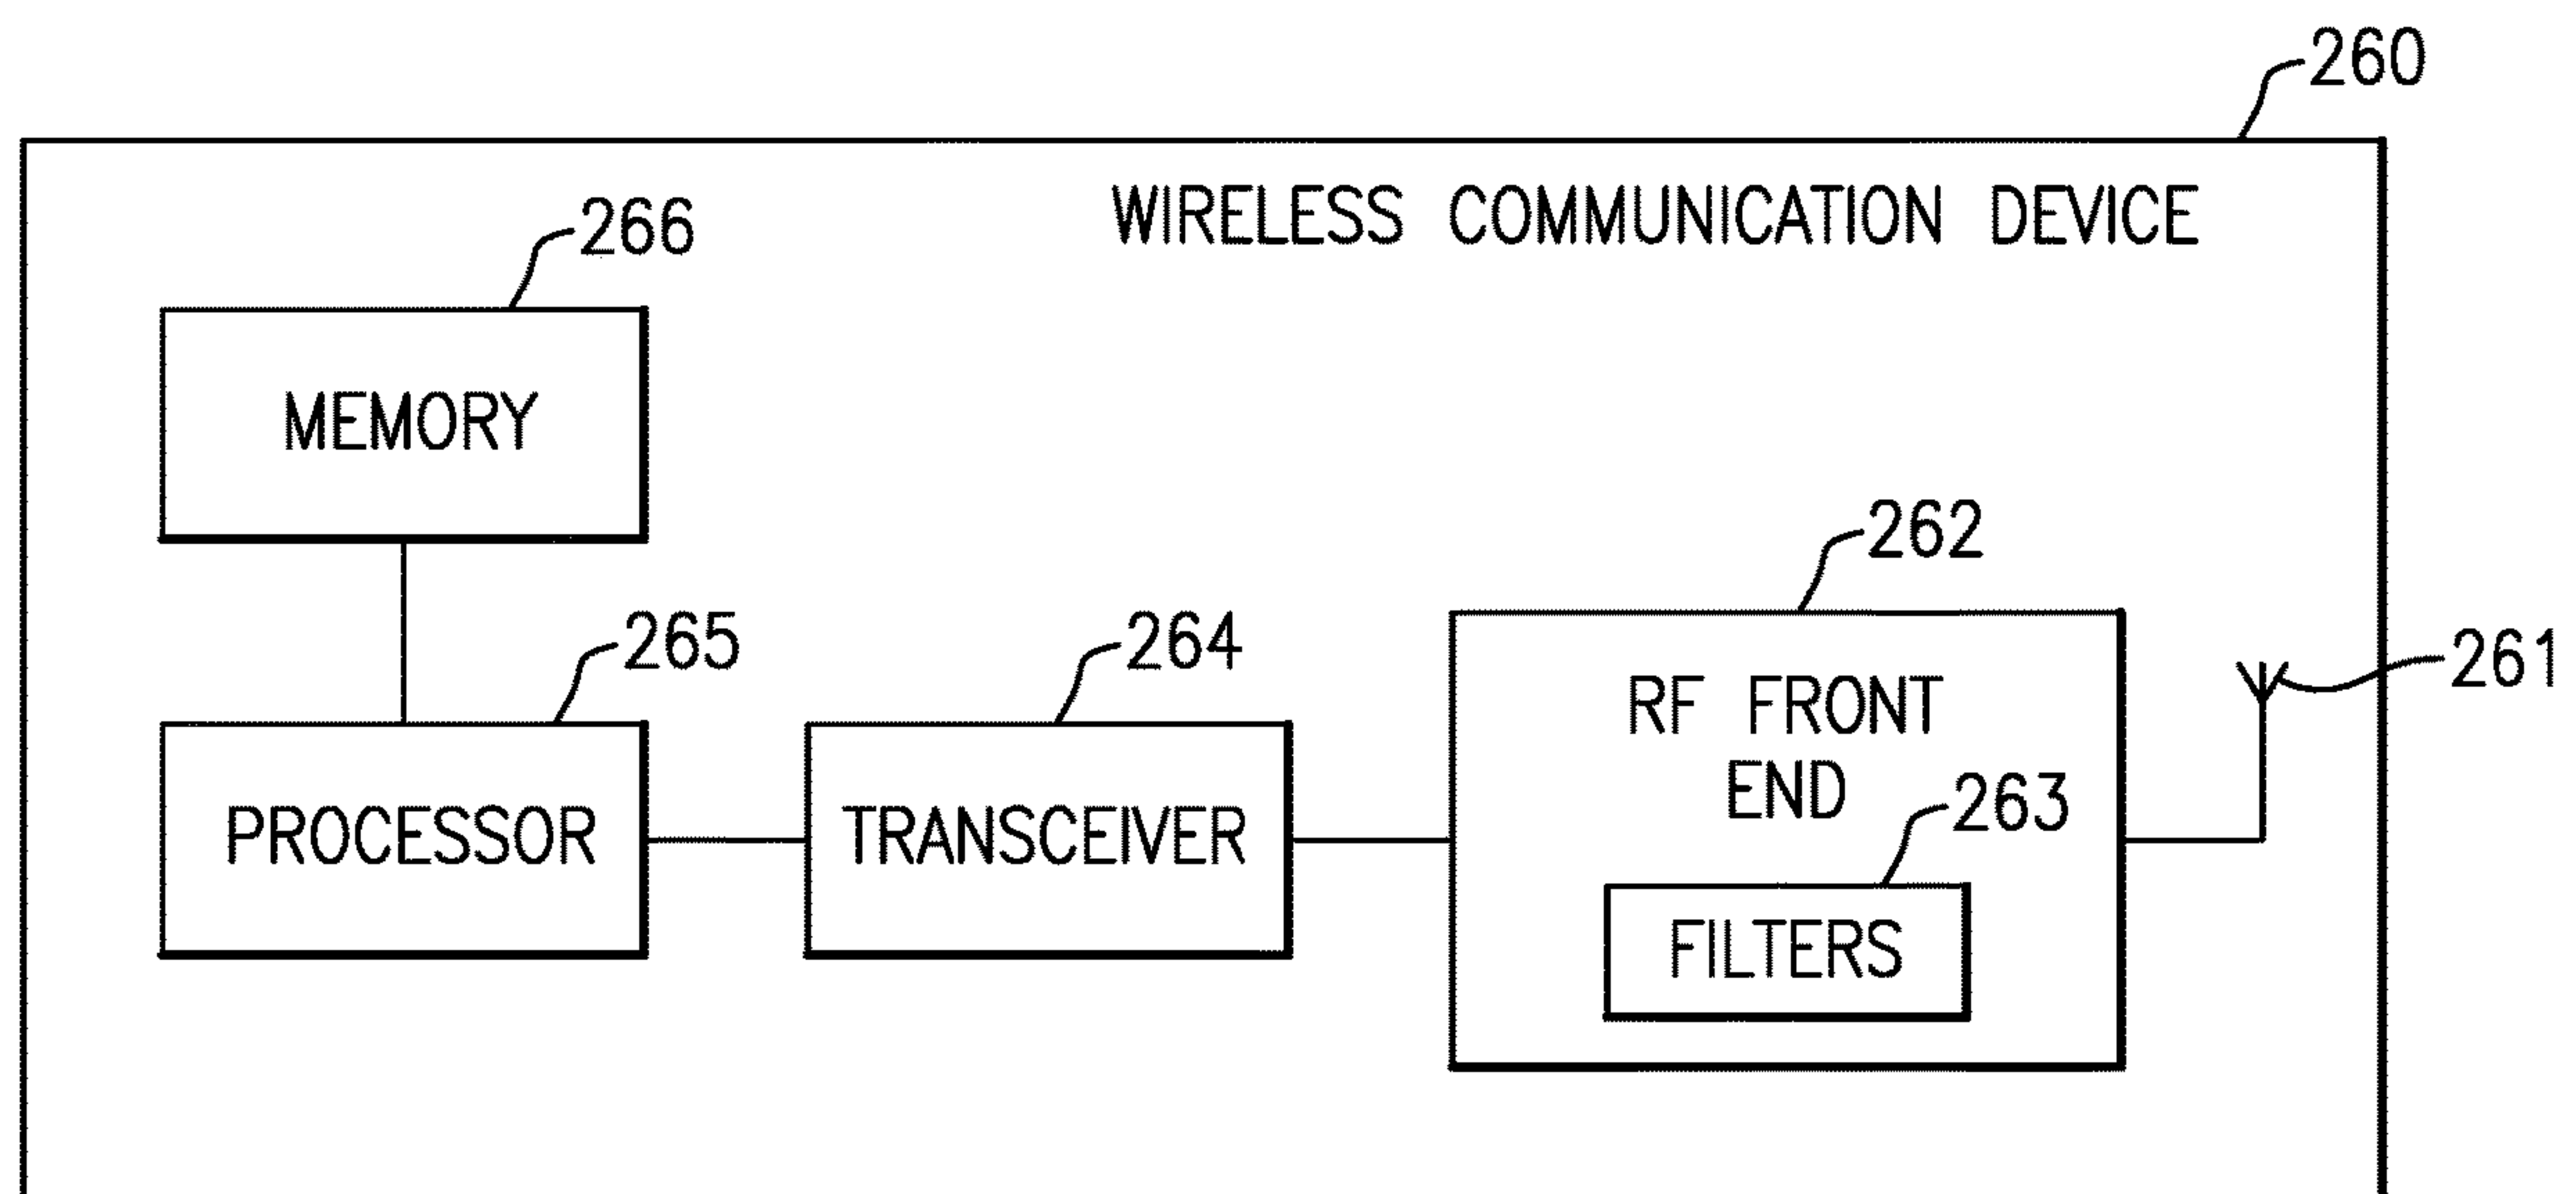 260
WIRELESS COMMUNICATION DEVICE
266
MEMORY
262
265
264
261
RF FRONT
END
263
PROCESSOR
TRANSCEIVER
FILTERS